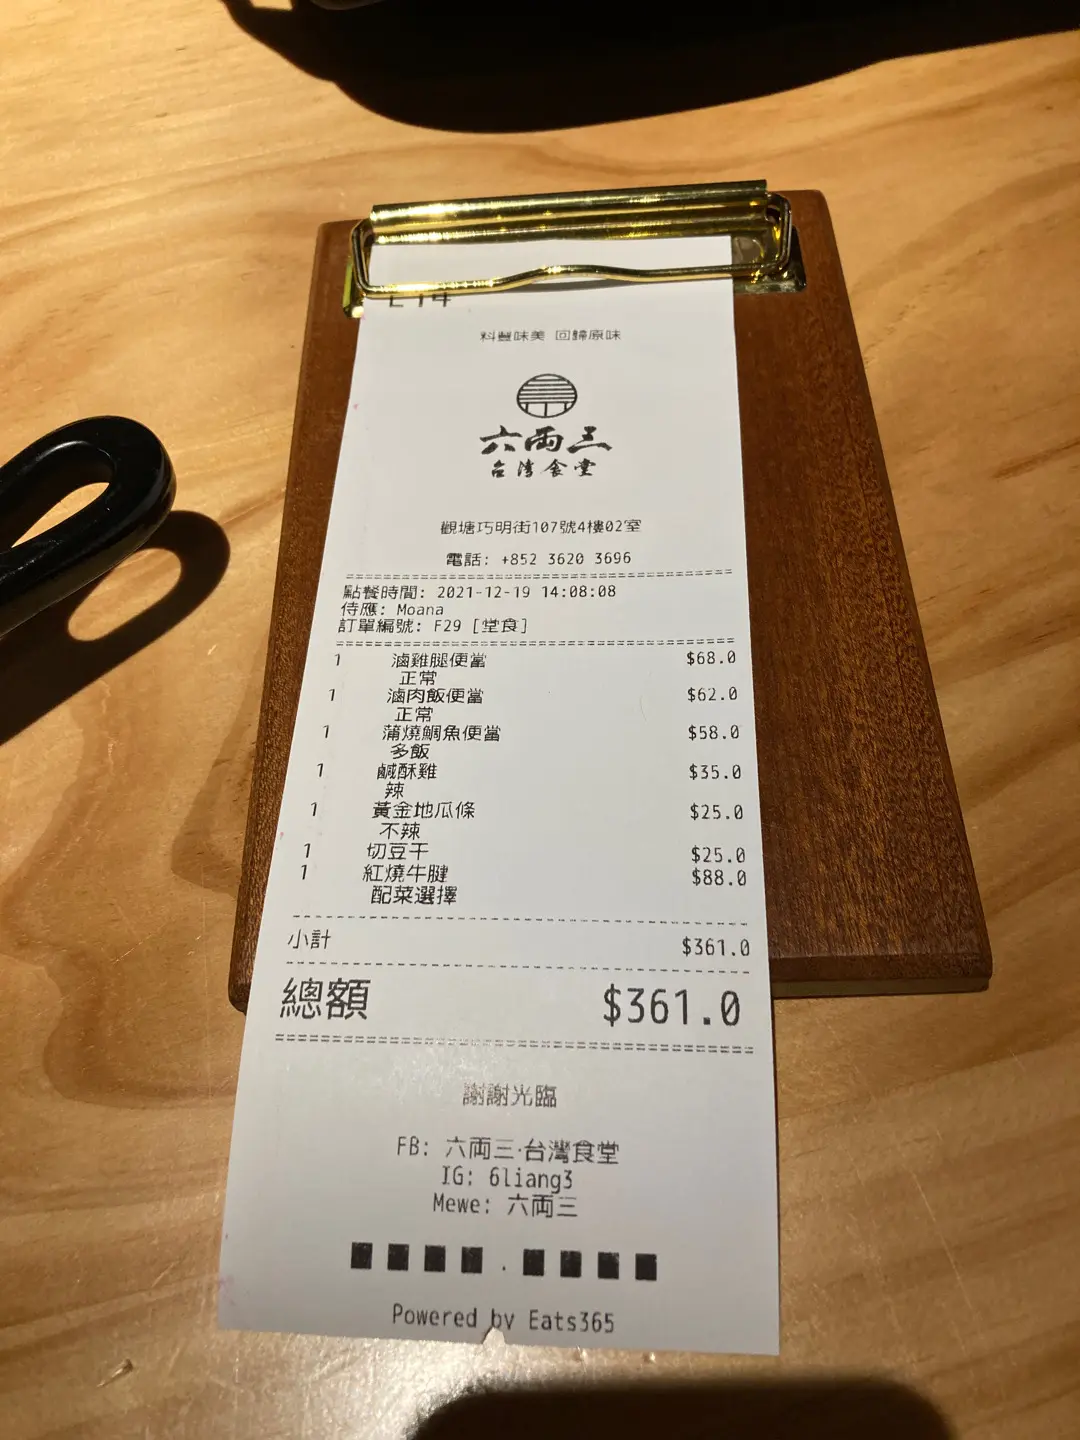 E14
料豐味美 回歸原味
六両三
台灣食堂
觀塘巧明街107號4樓02室
電話: +852 3620 3696
點餐時間: 2021-12-19 14:08:08
侍應: Moana
訂單編號: F29 [堂食]
1 滷雞腿便當 $68.0
正常
1 滷肉飯便當 $62.0
正常
1 蒲燒鯛魚便當 $58.0
多飯
1 鹹酥雞 $35.0
辣
1 黃金地瓜條 $25.0
不辣
1 切豆干 $25.0
1 紅燒牛腱 $88.0
配菜選擇
小計 $361.0
總額 $361.0
謝謝光臨
FB: 六両三·台灣食堂
IG: 6liang3
Mewe: 六両三
■ ■ ■ ■ . ■ ■ ■ ■
Powered by Eats365